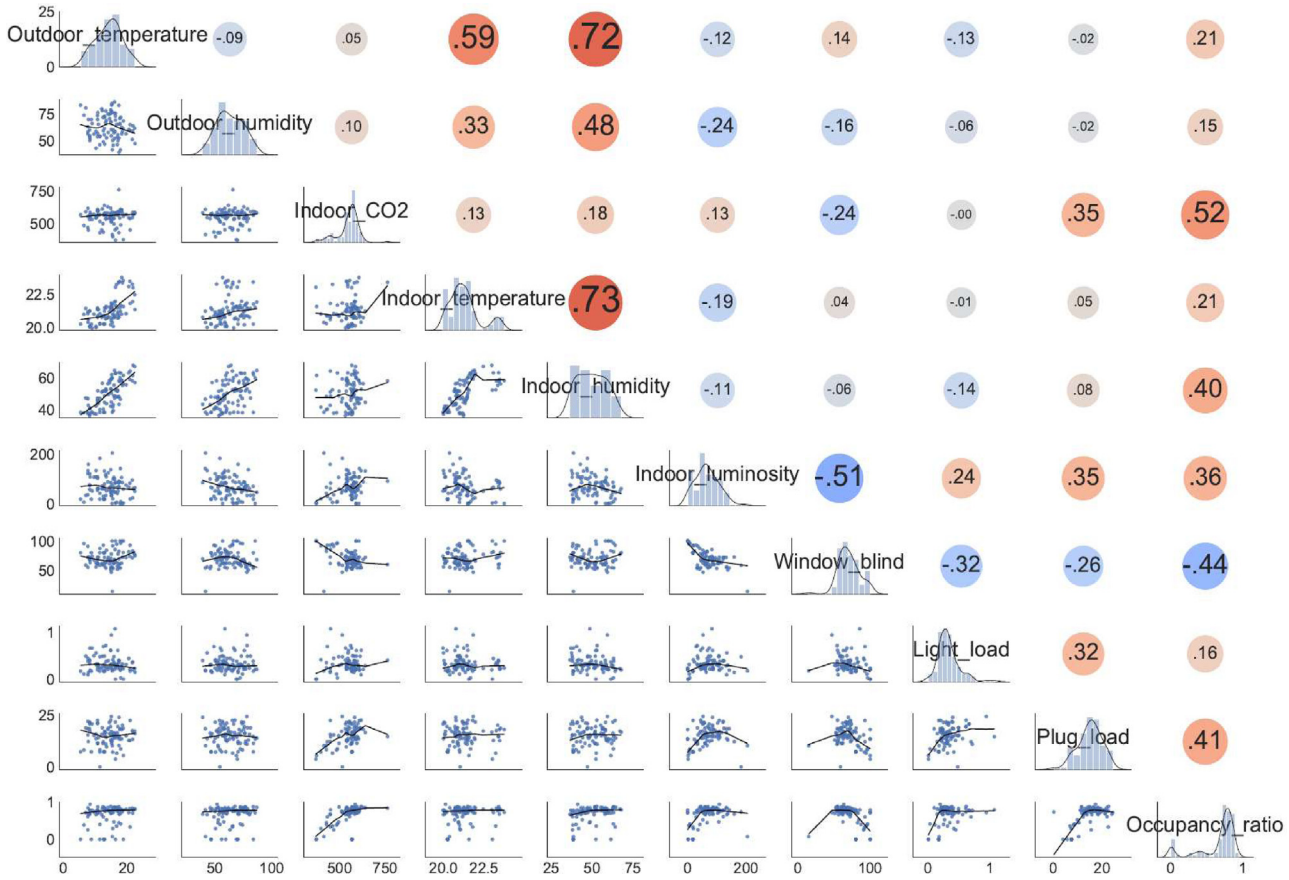 25
0
Outdoor_temperature -.09 .05 .59 .72 -.12 .14 -.13 -.02 .21
75
50
Outdoor_humidity .10 .33 .48 -.24 -.16 -.06 -.02 .15
750
500
Indoor_CO2 .13 .18 .13 -.24 -.00 .35 .52
22.5
20.0
Indoor_temperature .73 -.19 .04 -.01 .05 .21
60
40
Indoor_humidity -.11 -.06 -.14 .08 .40
200
0
Indoor_luminosity -.51 .24 .35 .36
100
50
Window_blind -.32 -.26 -.44
1
0
Light_load .32 .16
25
0
Plug_load .41
1
0
Occupancy_ratio
0 20 50 100 500 750 20.0 22.5 25 50 75 0 200 0 100 0 1 0 20 0 1